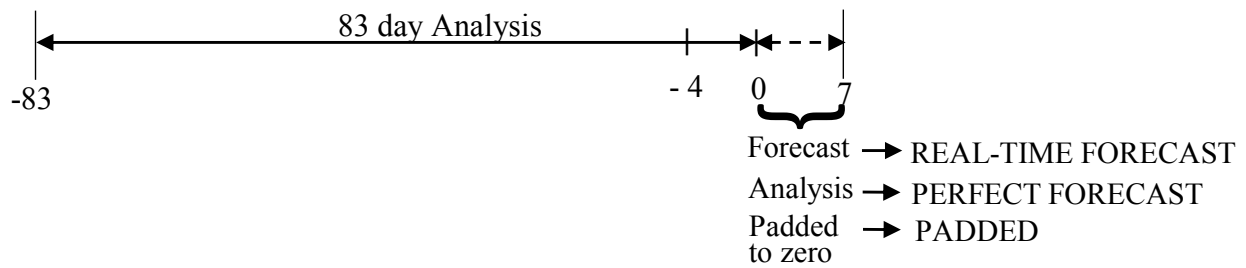 83 day Analysis
-83
- 4
0
7
Forecast → REAL-TIME FORECAST
Analysis → PERFECT FORECAST
Padded → PADDED
to zero